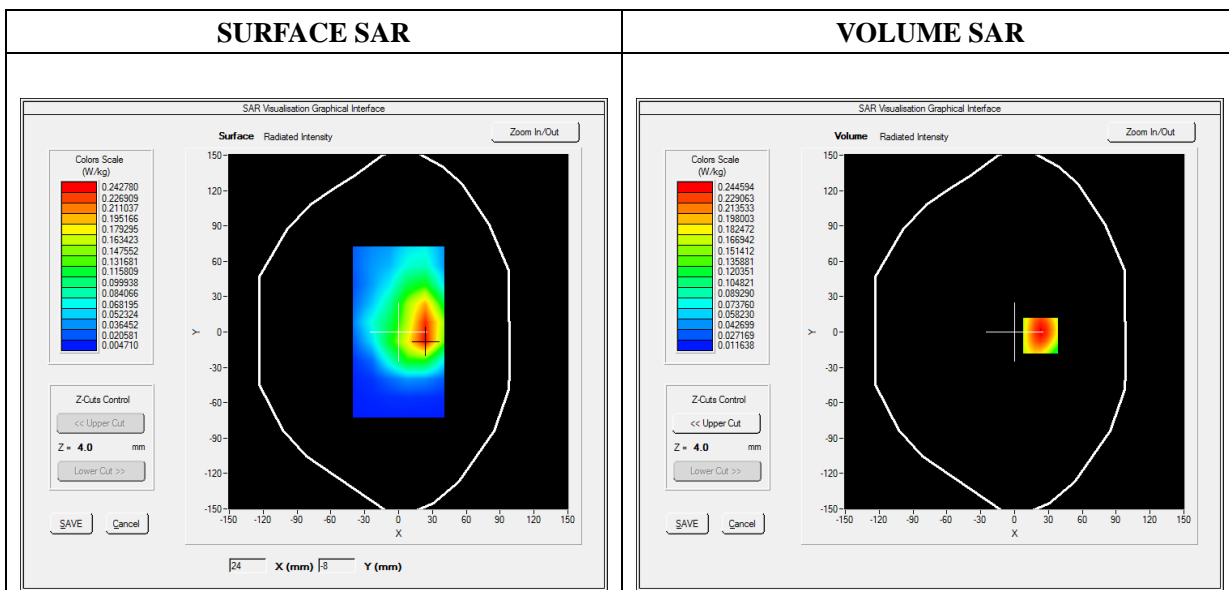 SURFACE SAR
VOLUME SAR
SAR Visualisation Graphical Interface
Surface Radiated Intensity
Zoom In/Out
Colors Scale
(W/kg)
0.242780
0.226909
0.211037
0.195166
0.179295
0.163423
0.147552
0.131681
0.115809
0.099938
0.084066
0.068195
0.052324
0.036452
0.020581
0.004710
Z-Cuts Control
<< Upper Cut
Z = 4.0 mm
Lower Cut >>
SAVE Cancel
150
120
90
60
30
0
-30
-60
-90
-120
-150
Y
-150 -120 -90 -60 -30 0 30 60 90 120 150
X
24 X (mm) -8 Y (mm)
SAR Visualisation Graphical Interface
Volume Radiated Intensity
Zoom In/Out
Colors Scale
(W/kg)
0.244594
0.229063
0.213533
0.198003
0.182472
0.166942
0.151412
0.135881
0.120351
0.104821
0.089290
0.073760
0.058230
0.042699
0.027169
0.011638
Z-Cuts Control
<< Upper Cut
Z = 4.0 mm
Lower Cut >>
SAVE Cancel
150
120
90
60
30
0
-30
-60
-90
-120
-150
Y
-150 -120 -90 -60 -30 0 30 60 90 120 150
X